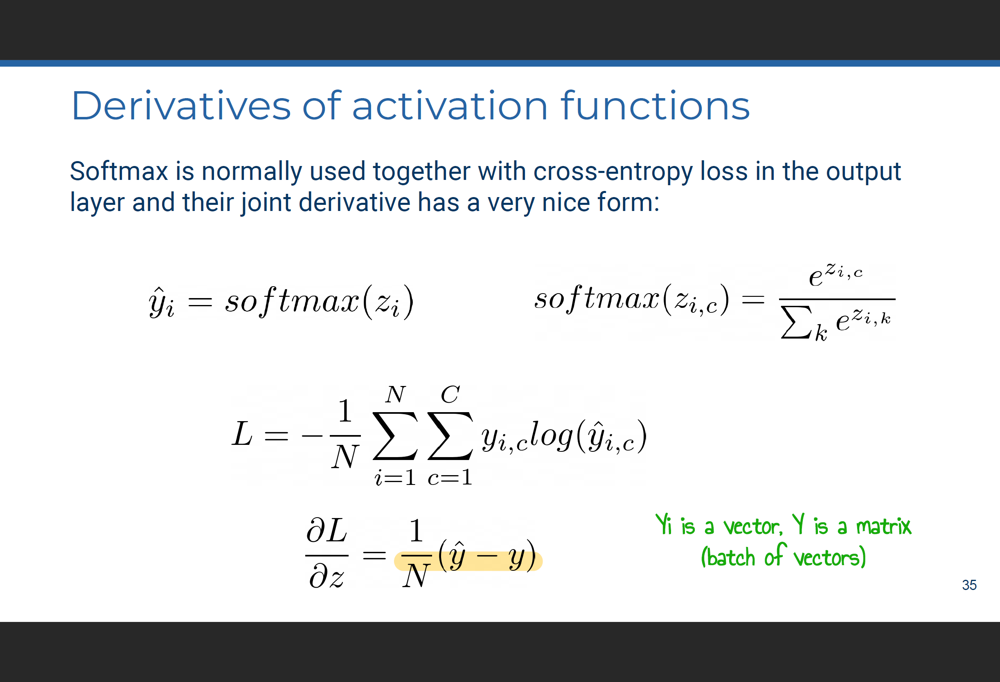 Derivatives of activation functions
Softmax is normally used together with cross-entropy loss in the output
layer and their joint derivative has a very nice form:
$\hat{y}_i = softmax(z_i)$
$softmax(z_{i,c}) = \frac{e^{z_{i,c}}}{\sum_k e^{z_{i,k}}}$
$L = -\frac{1}{N} \sum_{i=1}^{N} \sum_{c=1}^{C} y_{i,c} log(\hat{y}_{i,c})$
$\frac{\partial L}{\partial z} = \frac{1}{N}(\hat{y} - y)$
Yi is a vector, Y is a matrix
(batch of vectors)
35